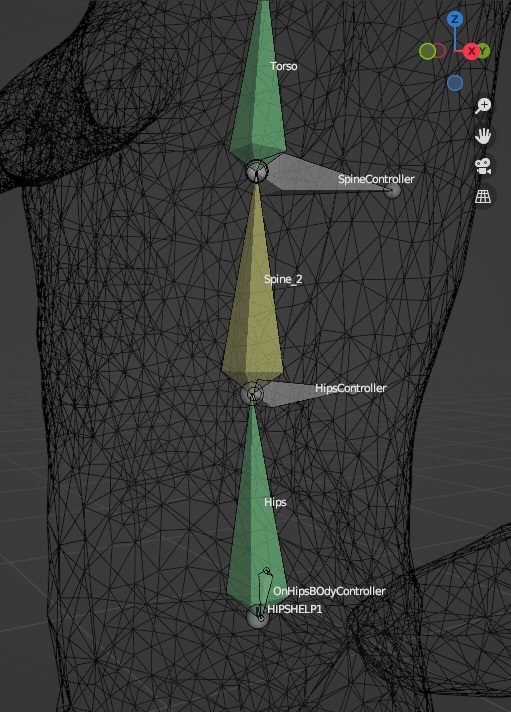 Z
X
Y
Torso
SpineController
Spine_2
HipsController
Hips
OnHipsBOdyController
HIPSHELP1